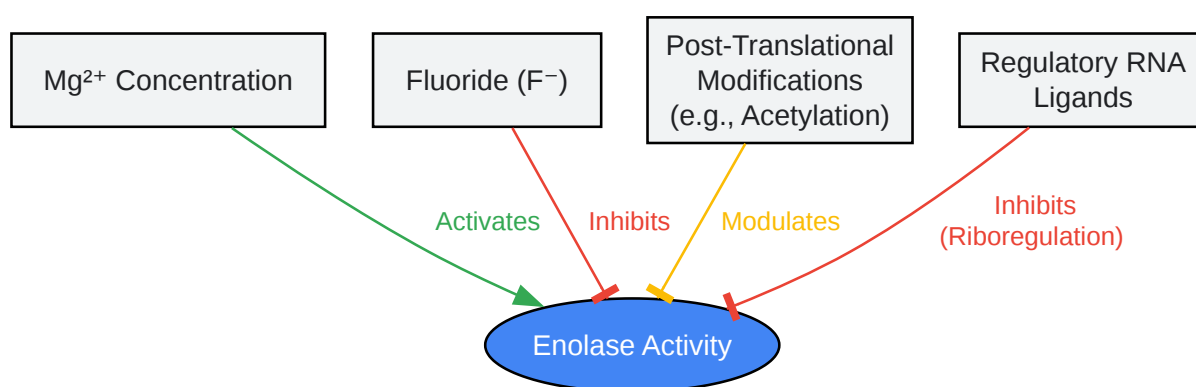 Mg²⁺ Concentration
Fluoride (F⁻)
Post-Translational
Modifications
(e.g., Acetylation)
Regulatory RNA
Ligands
Activates
Inhibits
Modulates
Inhibits
(Riboregulation)
Enolase Activity